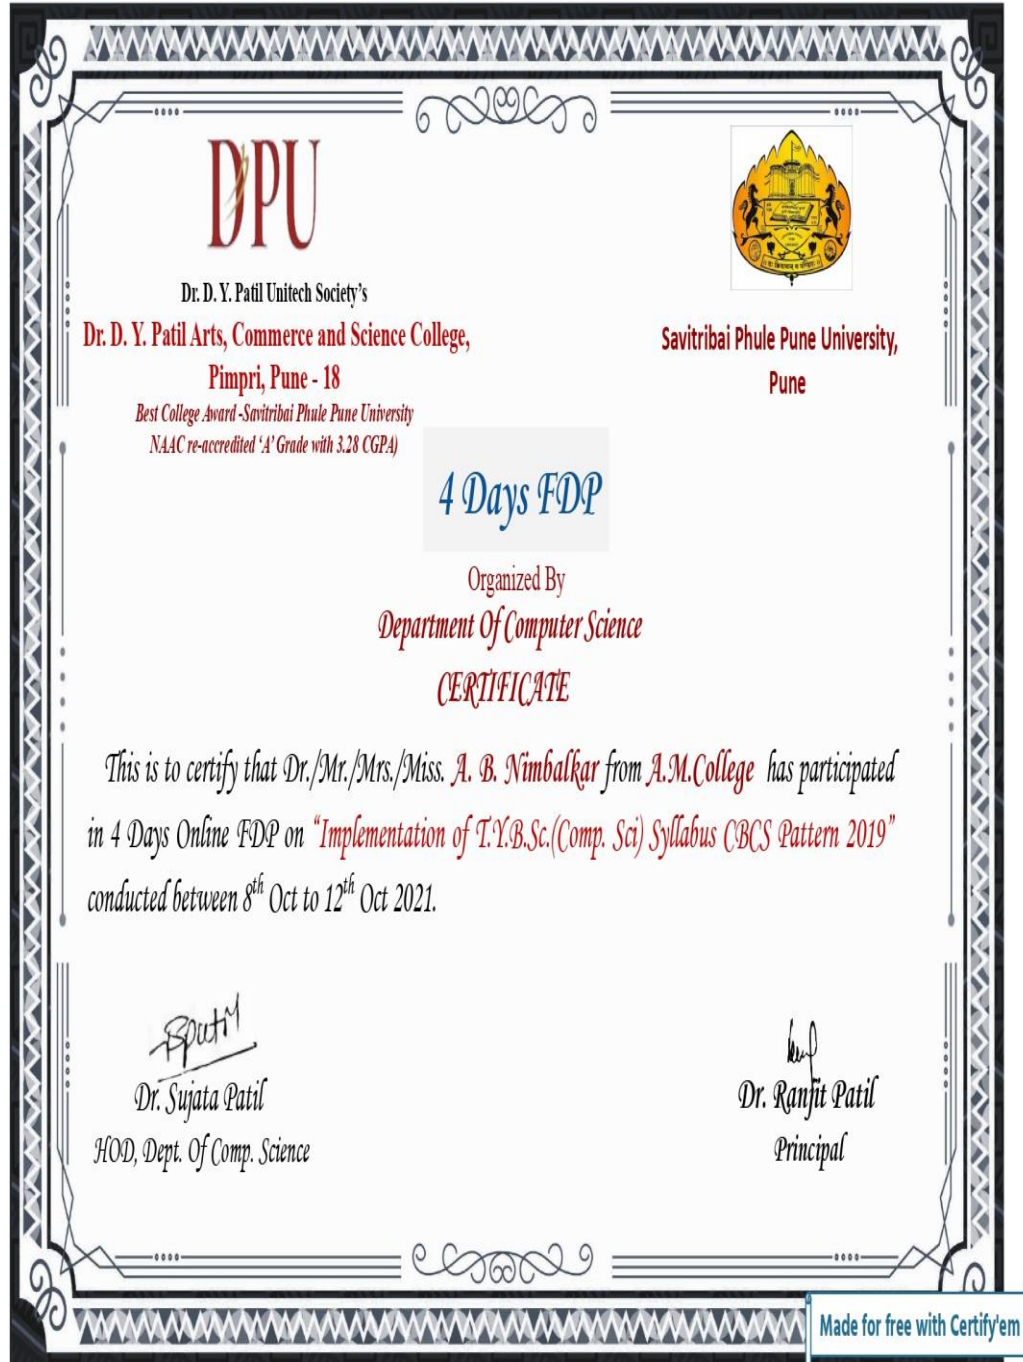 DPU
Dr. D. Y. Patil Unitech Society's
Dr. D. Y. Patil Arts, Commerce and Science College,
Pimpri, Pune - 18
Best College Award -Savitribai Phule Pune University
NAAC re-accredited ‘A’ Grade with 3.28 CGPA)
Savitribai Phule Pune University,
Pune
4 Days FDP
Organized By
Department Of Computer Science
CERTIFICATE
This is to certify that Dr./Mr./Mrs./Miss. A. B. Nimbalkar from A.M.College has participated
in 4 Days Online FDP on “Implementation of T.Y.B.Sc.(Comp. Sci) Syllabus CBCS Pattern 2019”
conducted between 8th Oct to 12th Oct 2021.
Dr. Sujata Patil
HOD, Dept. Of Comp. Science
Dr. Ranjit Patil
Principal
Made for free with Certify'em